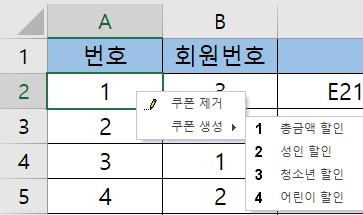 A B
1 번호 회원번호
2 1 3 E21
쿠폰 제거
쿠폰 생성
1 총금액 할인
2 성인 할인
3 청소년 할인
4 어린이 할인
3 2
4 3 1
5 4 2